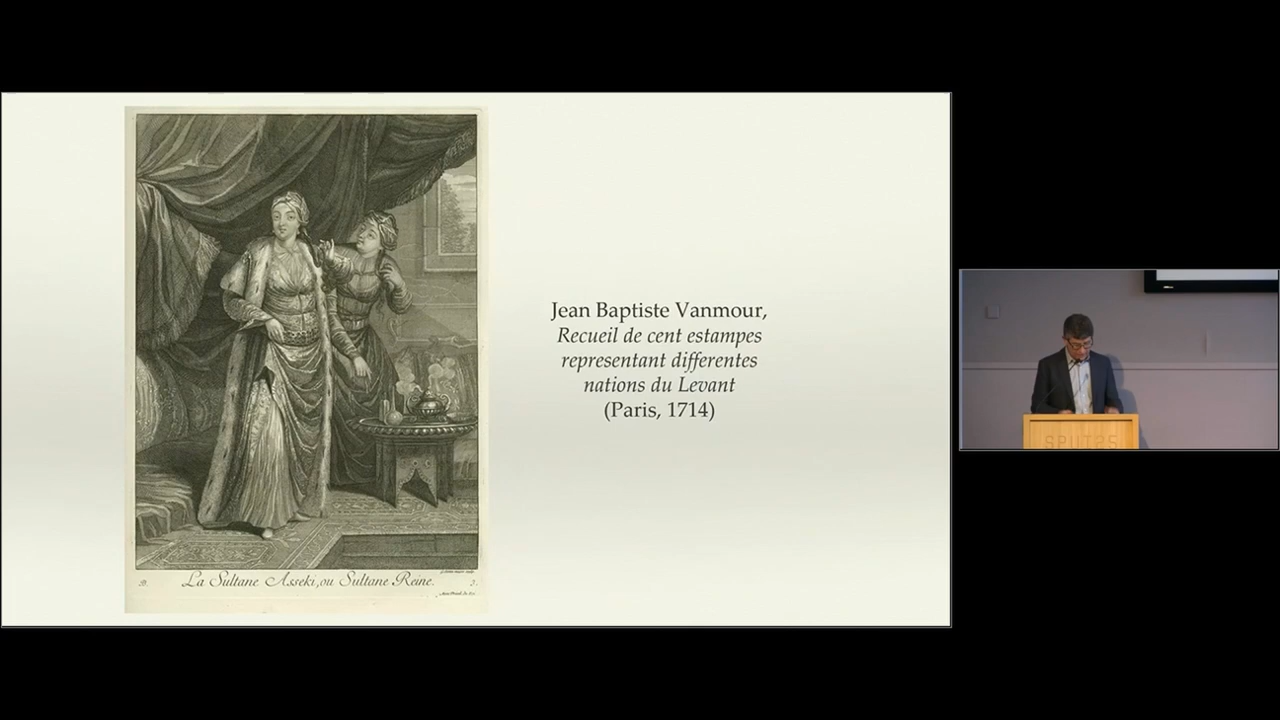 Jean Baptiste Vanmour,
Recueil de cent estampes
representant differentes
nations du Levant
(Paris, 1714)
La Sultane Asseki, ou Sultane Reine.
3.